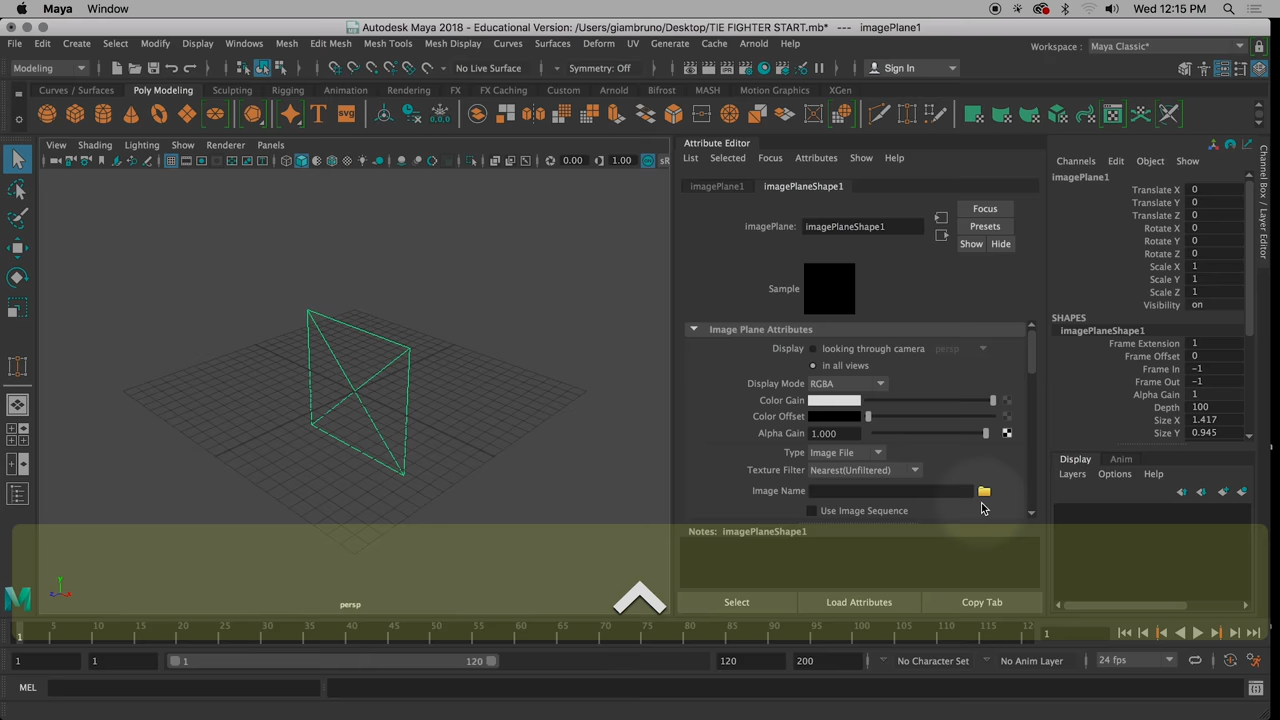 Maya Window Wed 12:15 PM
Autodesk Maya 2018 - Educational Version: /Users/giambruno/Desktop/TIE FIGHTER START.mb* --- imagePlane1
File Edit Create Select Modify Display Windows Mesh Edit Mesh Mesh Tools Mesh Display Curves Surfaces Deform UV Generate Cache Arnold Help Workspace : Maya Classic*
Modeling No Live Surface Symmetry: Off Sign In
Curves / Surfaces Poly Modeling Sculpting Rigging Animation Rendering FX FX Caching Custom Arnold Bifrost MASH Motion Graphics XGen
SVG
0,0,0
View Shading Lighting Show Renderer Panels
0.00 1.00 sR
Attribute Editor
List Selected Focus Attributes Show Help
imagePlane1 imagePlaneShape1
Focus
imagePlane: imagePlaneShape1 Presets
Show Hide
Sample
Image Plane Attributes
Display looking through camera persp
in all views
Display Mode RGBA
Color Gain
Color Offset
Alpha Gain 1.000
Type Image File
Texture Filter Nearest(Unfiltered)
Image Name
Use Image Sequence
Notes: imagePlaneShape1
Select Load Attributes Copy Tab
Channels Edit Object Show
imagePlane1
Translate X 0
Translate Y 0
Translate Z 0
Rotate X 0
Rotate Y 0
Rotate Z 0
Scale X 1
Scale Y 1
Scale Z 1
Visibility on
SHAPES
imagePlaneShape1
Frame Extension 1
Frame Offset 0
Frame In -1
Frame Out -1
Alpha Gain 1
Depth 100
Size X 1.417
Size Y 0.945
Display Anim
Layers Options Help
Channel Box / Layer Editor
M Y X persp
1 5 10 15 20 25 30 35 40 45 50 55 60 65 70 75 80 85 90 95 100 105 110 115 12 1
1 1 1 120 120 200 No Character Set No Anim Layer 24 fps
MEL